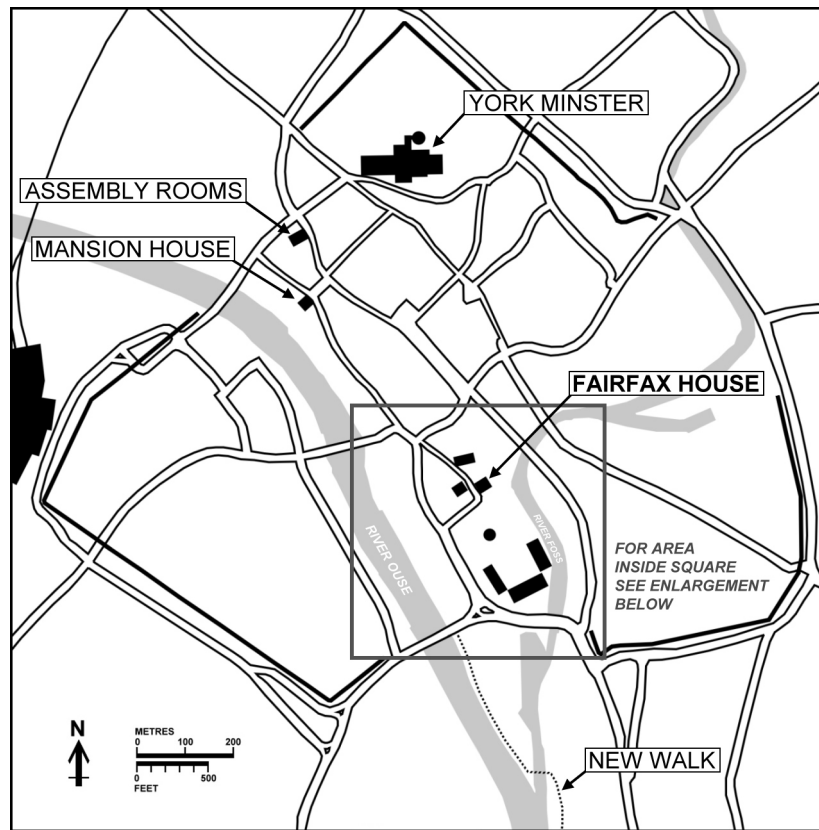 YORK MINSTER
ASSEMBLY ROOMS
MANSION HOUSE
FAIRFAX HOUSE
RIVER OUSE
RIVER FOSS
FOR AREA
INSIDE SQUARE
SEE ENLARGEMENT
BELOW
N
METRES
0 100 200
0 500
FEET
NEW WALK